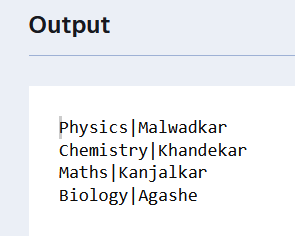 Output
Physics|Malwadkar
Chemistry|Khandekar
Maths|Kanjalkar
Biology|Agashe